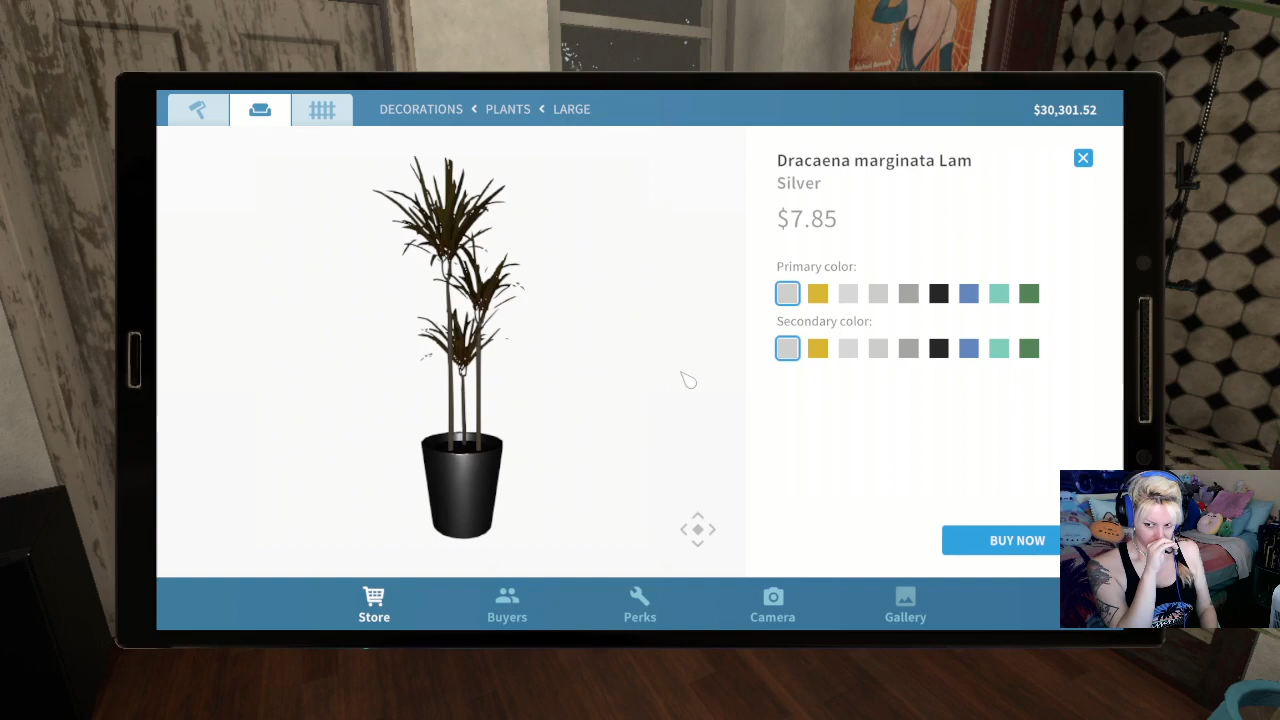 DECORATIONS < PLANTS < LARGE
$30,301.52
Dracaena marginata Lam
Silver
$7.85
Primary color:
Secondary color:
BUY NOW
Store
Buyers
Perks
Camera
Gallery